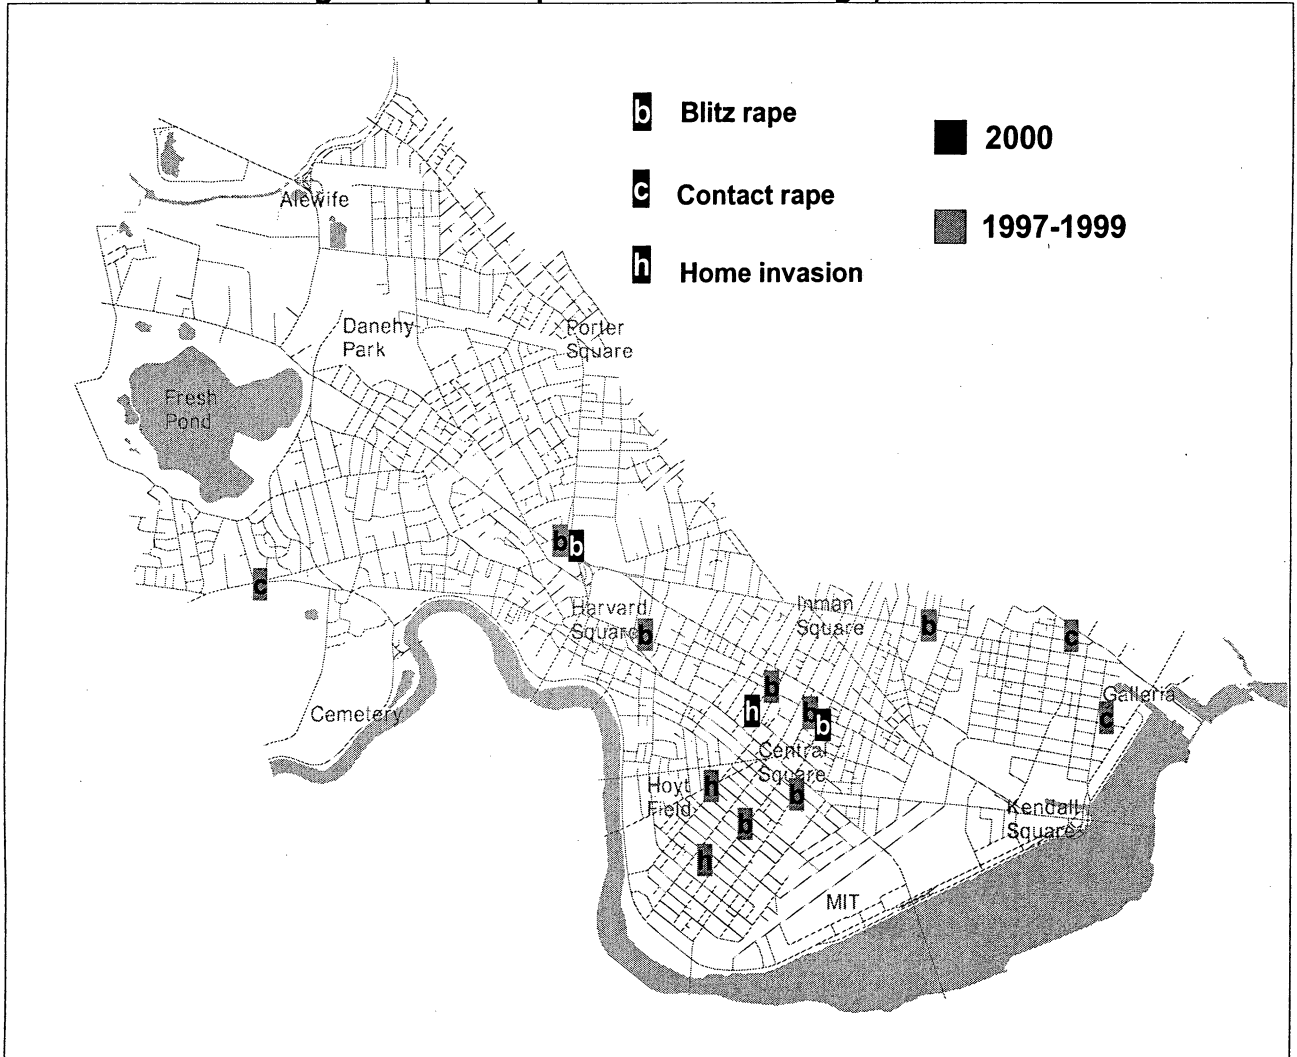 b Blitz rape
2000
c Contact rape
1997-1999
h Home invasion
Alewife
Danehy
Park
Porter
Square
Fresh
Pond
b b
c
Harvard
Square b
Inman
Square
b
c
b
h
b b
Galleria
c
Cemetery
Central
Square
Hoyt
Field
h
b
b
h
Kendall
Square
MIT